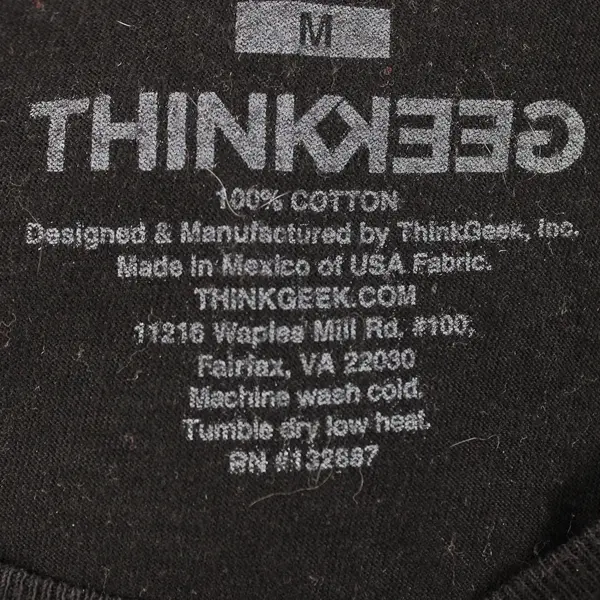 M
THINKGEEK
100% COTTON
Designed & Manufactured by ThinkGeek, Inc.
Made in Mexico of USA Fabric.
THINKGEEK.COM
11216 Waples Mill Rd. #100,
Fairfax, VA 22030
Machine wash cold.
Tumble dry low heat.
RN #132887